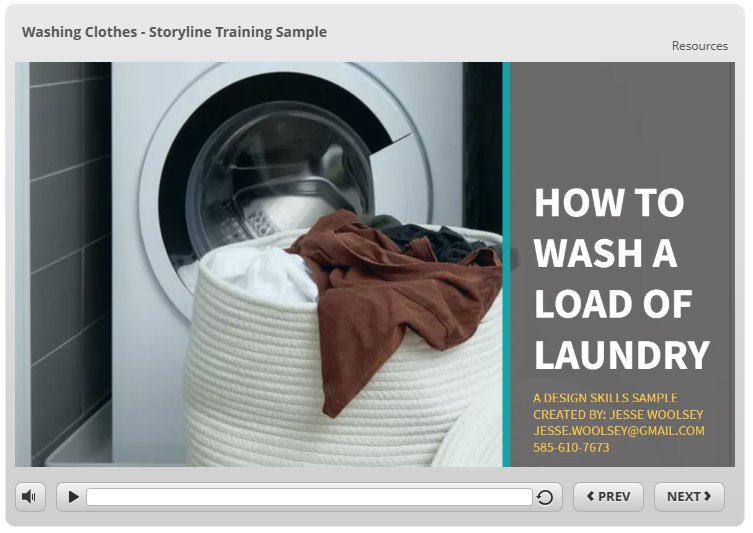 Washing Clothes - Storyline Training Sample
Resources
HOW TO
WASH A
LOAD OF
LAUNDRY
A DESIGN SKILLS SAMPLE
CREATED BY: JESSE WOOLSEY
JESSE.WOOLSEY@GMAIL.COM
585-610-7673
PREV
NEXT